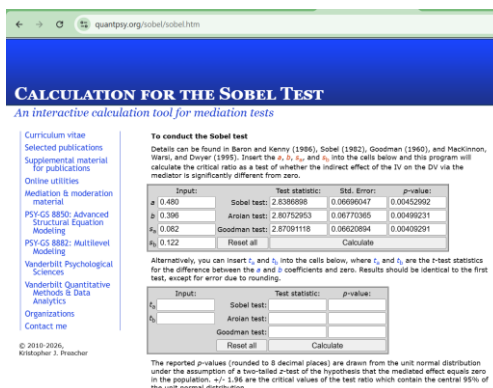 quantpsy.org/sobel/sobel.htm
CALCULATION FOR THE SOBEL TEST
An interactive calculation tool for mediation tests
Curriculum vitae
Selected publications
Supplemental material
for publications
Online utilities
Mediation & moderation
material
PSY-GS 8850: Advanced
Structural Equation
Modeling
PSY-GS 8882: Multilevel
Modeling
Vanderbilt Psychological
Sciences
Vanderbilt Quantitative
Methods & Data
Analytics
Organizations
Contact me
© 2010-2026,
Kristopher J. Preacher
To conduct the Sobel test
Details can be found in Baron and Kenny (1986), Sobel (1982), Goodman (1960), and MacKinnon,
Warsi, and Dwyer (1995). Insert the a, b, sa, and sb into the cells below and this program will
calculate the critical ratio as a test of whether the indirect effect of the IV on the DV via the
mediator is significantly different from zero.
Input: Test statistic: Std. Error: p-value:
a 0.480 Sobel test: 2.8386898 0.06696047 0.00452992
b 0.396 Aroian test: 2.80752953 0.06770365 0.00499231
sa 0.082 Goodman test: 2.87091118 0.06620894 0.00409291
sb 0.122 Reset all Calculate
Alternatively, you can insert ta and tb into the cells below, where ta and tb are the t-test statistics
for the difference between the a and b coefficients and zero. Results should be identical to the first
test, except for error due to rounding.
Input: Test statistic: p-value:
ta Sobel test:
tb Aroian test:
Goodman test:
Reset all Calculate
The reported p-values (rounded to 8 decimal places) are drawn from the unit normal distribution
under the assumption of a two-tailed z-test of the hypothesis that the mediated effect equals zero
in the population. +/- 1.96 are the critical values of the test ratio which contain the central 95% of
the unit normal distribution.